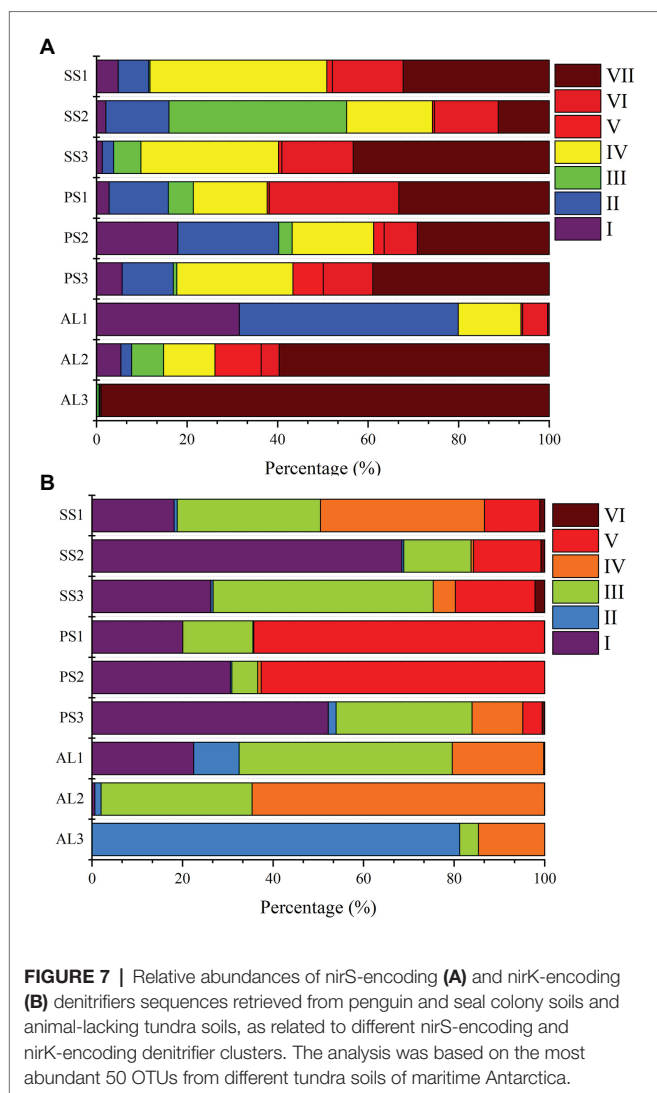 A
SS1
SS2
SS3
PS1
PS2
PS3
AL1
AL2
AL3
VII
VI
V
IV
III
II
I
0 20 40 60 80 100
Percentage (%)
B
SS1
SS2
SS3
PS1
PS2
PS3
AL1
AL2
AL3
VI
V
IV
III
II
I
0 20 40 60 80 100
Percentage (%)
FIGURE 7 | Relative abundances of nirS-encoding (A) and nirK-encoding
(B) denitrifiers sequences retrieved from penguin and seal colony soils and
animal-lacking tundra soils, as related to different nirS-encoding and
nirK-encoding denitrifier clusters. The analysis was based on the most
abundant 50 OTUs from different tundra soils of maritime Antarctica.